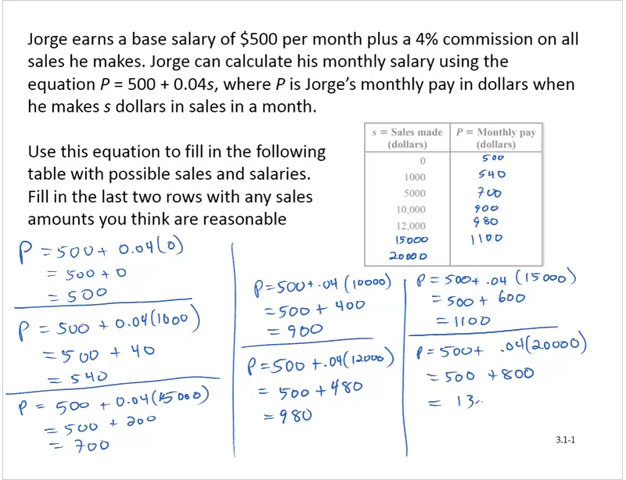 Jorge earns a base salary of $500 per month plus a 4% commission on all
sales he makes. Jorge can calculate his monthly salary using the
equation P = 500 + 0.04s, where P is Jorge's monthly pay in dollars when
he makes s dollars in sales in a month.
Use this equation to fill in the following
table with possible sales and salaries.
Fill in the last two rows with any sales
amounts you think are reasonable
s = Sales made (dollars) P = Monthly pay (dollars)
0 500
1000 540
5000 700
10,000 900
12,000 980
15000 1100
20000
P = 500 + 0.04(0)
= 500 + 0
= 500
P = 500 + 0.04(1000)
= 500 + 40
= 540
P = 500 + 0.04(5000)
= 500 + 200
= 700
P = 500 + .04(10000)
= 500 + 400
= 900
P = 500 + .04(12000)
= 500 + 480
= 980
P = 500 + .04(15000)
= 500 + 600
= 1100
P = 500 + .04(20000)
= 500 + 800
= 13
3.1-1